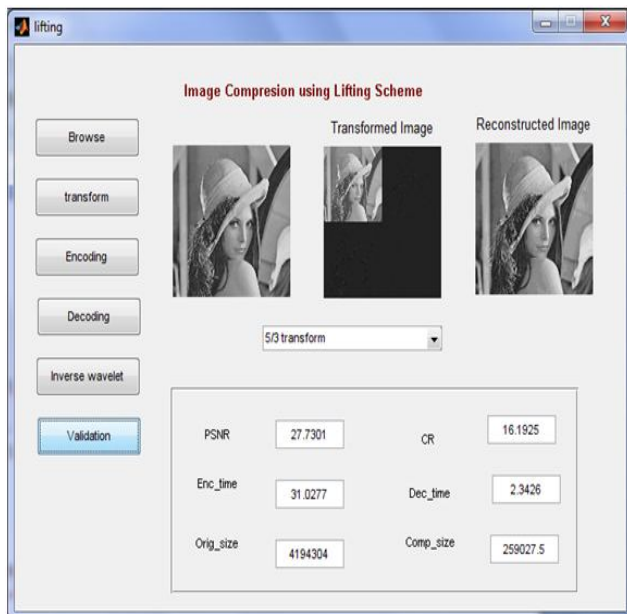 lifting
Image Compresion using Lifting Scheme
Transformed Image
Reconstructed Image
Browse
transform
Encoding
Decoding
Inverse wavelet
Validation
5/3 transform
PSNR
27.7301
CR
16.1925
Enc_time
31.0277
Dec_time
2.3426
Orig_size
4194304
Comp_size
259027.5